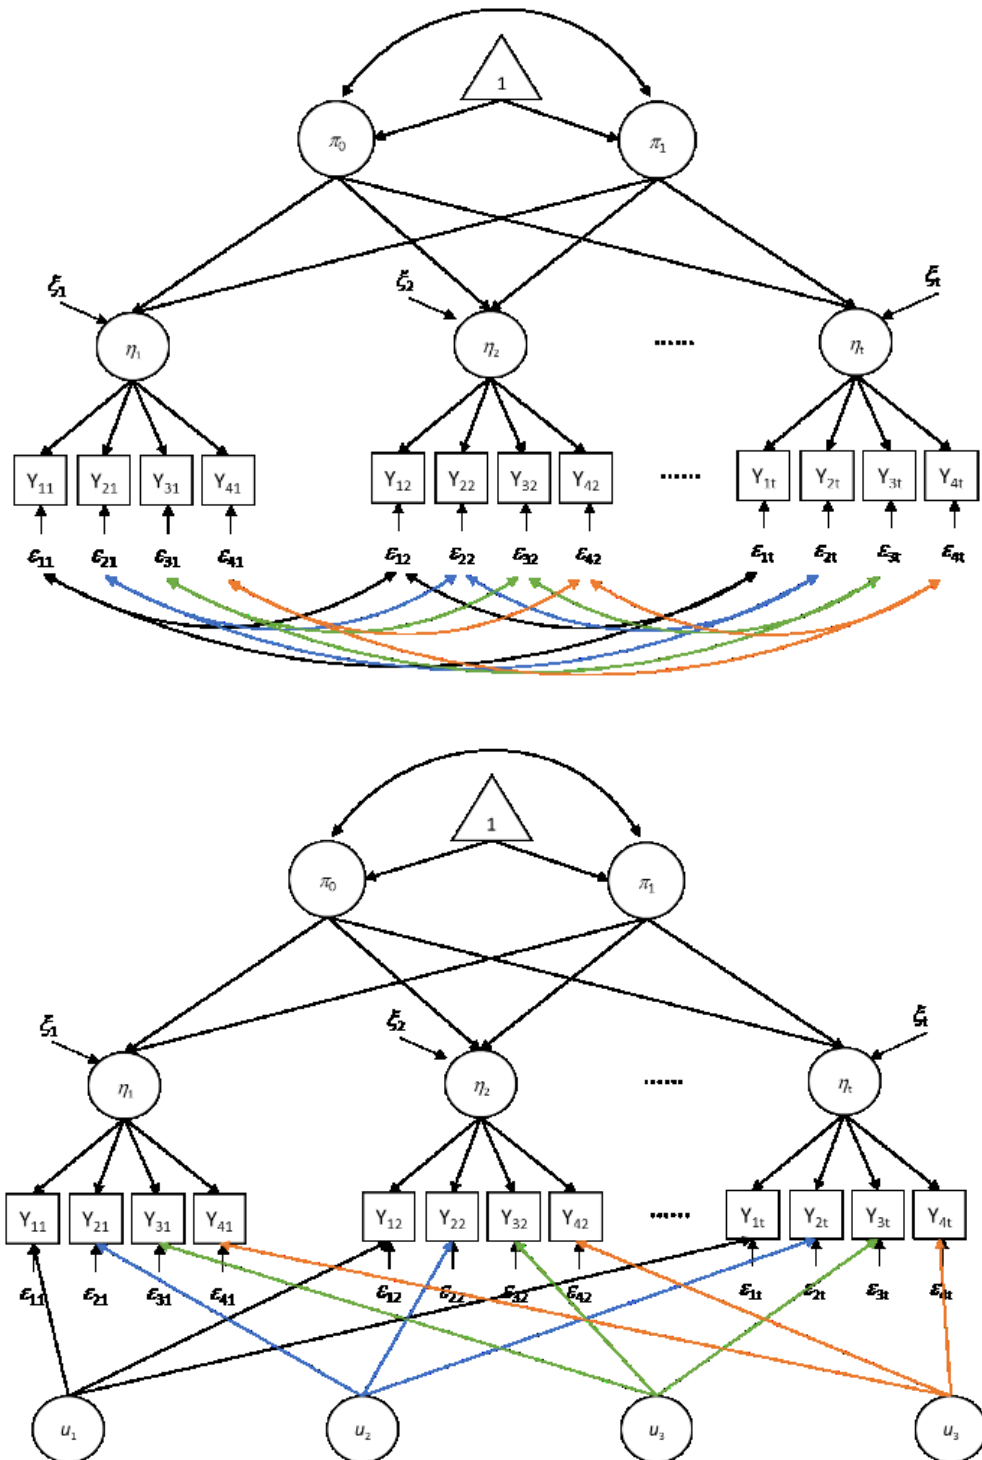 1
π0 π1
ξ1 ξ2 ξt
η1 η2 ...... ηt
Y11 Y21 Y31 Y41 Y12 Y22 Y32 Y42 ...... Y1t Y2t Y3t Y4t
ε11 ε21 ε31 ε41 ε12 ε22 ε32 ε42 ε1t ε2t ε3t ε4t
1
π0 π1
ξ1 ξ2 ξt
η1 η2 ...... ηt
Y11 Y21 Y31 Y41 Y12 Y22 Y32 Y42 ...... Y1t Y2t Y3t Y4t
ε11 ε21 ε31 ε41 ε12 ε22 ε32 ε42 ε1t ε2t ε3t ε4t
u1 u2 u3 u3